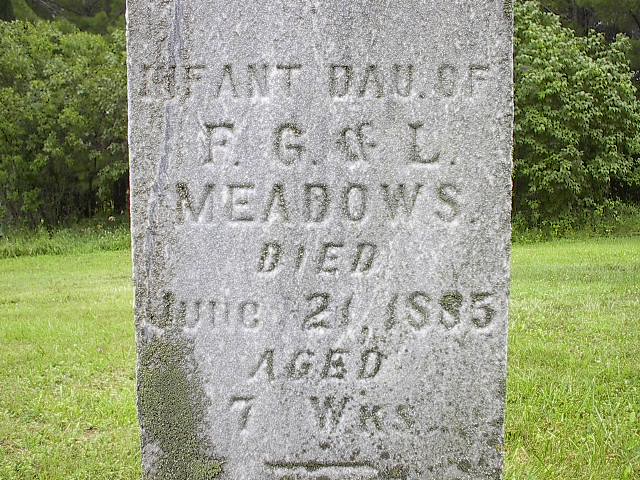 INFANT DAU. OF
F. G. & L.
MEADOWS.
DIED
JUNE 21, 1885
AGED
7 WKS.